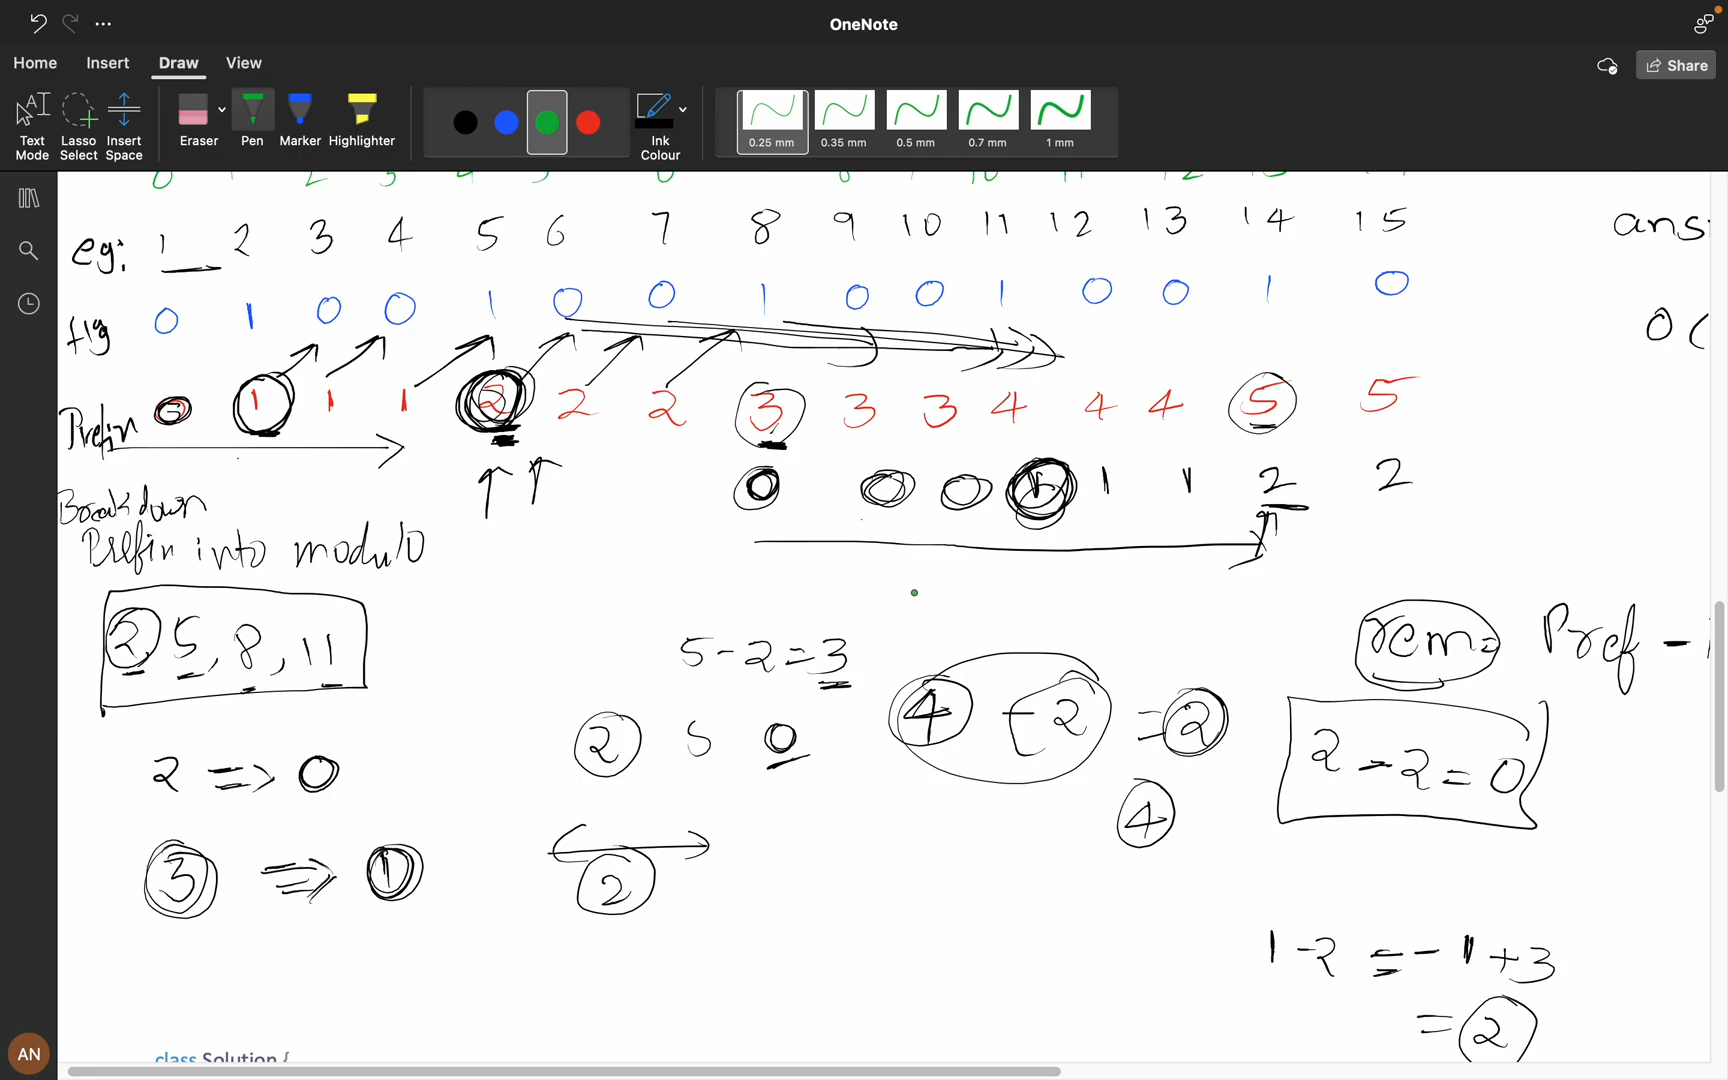 OneNote
Home Insert Draw View
Share
Text Mode
Lasso Select
Insert Space
Eraser
Pen
Marker
Highlighter
Ink Colour
0.25 mm 0.35 mm 0.5 mm 0.7 mm 1 mm
eg: 1 2 3 4 5 6 7 8 9 10 11 12 13 14 15
ans
flg 0 1 0 0 1 0 0 1 0 0 1 0 0 1 0
O (
Prefin 0 1 1 1 2 2 2 3 3 3 4 4 4 5 5
0 0 0 1 1 1 2 2
Breakdown
Prefin into modulo
2, 5, 8, 11
5 - 2 = 3
rem = Pref -
2 5 0
4 - 2 = 2
2 - 2 = 0
4
2 => 0
3 => 1
2
1 - 2 = - 1 + 3
= 2
AN
class Solution {